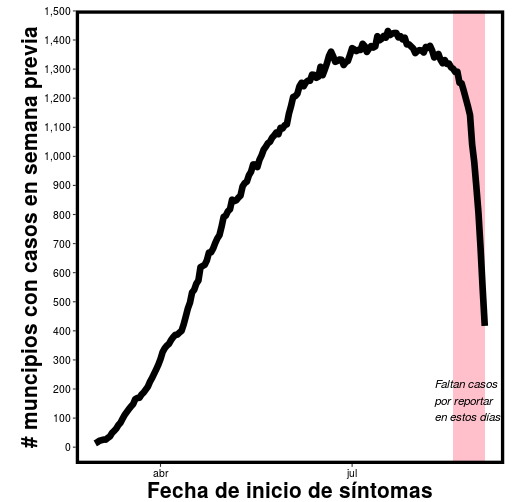 # muncipios con casos en semana previa
1,500
1,400
1,300
1,200
1,100
1,000
900
800
700
600
500
400
300
200
100
0
Faltan casos
por reportar
en estos días
abr
jul
Fecha de inicio de síntomas